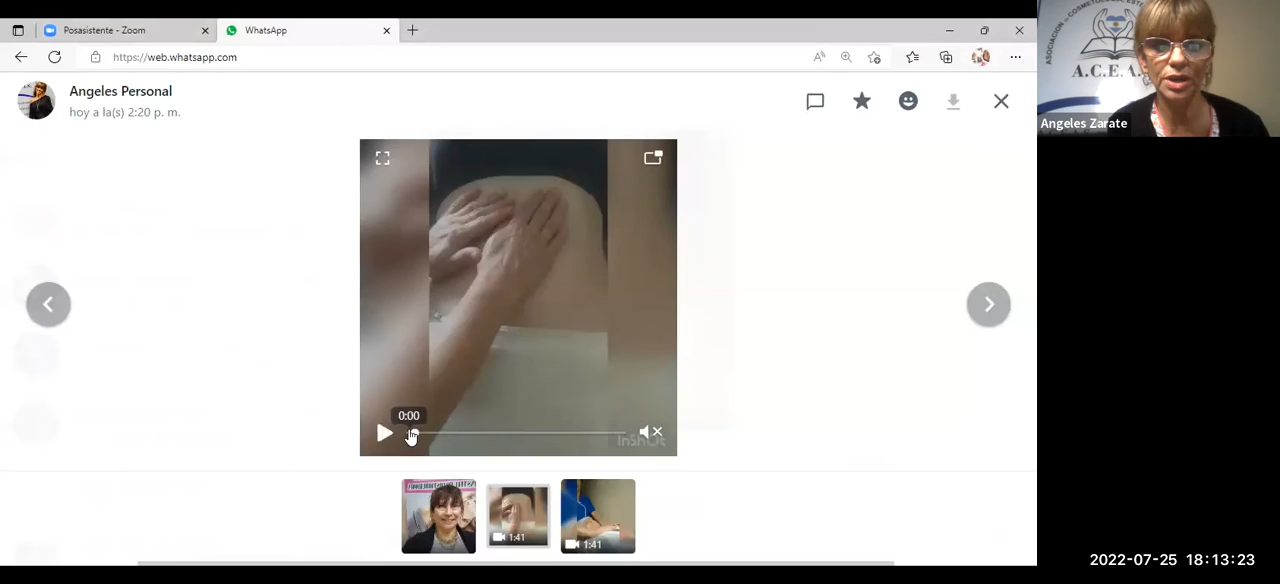 Posasistente - Zoom
WhatsApp
https://web.whatsapp.com
Angeles Personal
hoy a la(s) 2:20 p. m.
0:00
InShOt
1:41
1:41
A.C.E.A.
Angeles Zarate
2022-07-25 18:13:23